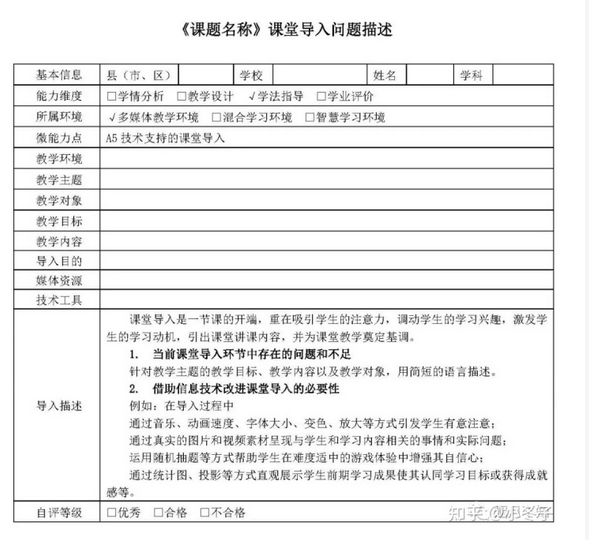 《课题名称》课堂导入问题描述
基本信息 县（市、区） 学校 姓名 学科
能力维度 □学情分析 □教学设计 √学法指导 □学业评价
所属环境 √多媒体教学环境 □混合学习环境 □智慧学习环境
微能力点 A5 技术支持的课堂导入
教学环境
教学主题
教学对象
教学目标
教学内容
导入目的
媒体资源
技术工具
课堂导入是一节课的开端，重在吸引学生的注意力，调动学生的学习兴趣，激发学
生的学习动机，引出课堂讲课内容，并为课堂教学奠定基调。
1. 当前课堂导入环节中存在的问题和不足
针对教学主题的教学目标、教学内容以及教学对象，用简短的语言描述。
2. 借助信息技术改进课堂导入的必要性
导入描述 例如：在导入过程中
通过音乐、动画速度、字体大小、变色、放大等方式引发学生有意注意；
通过真实的图片和视频素材呈现与学生和学习内容相关的事情和实际问题；
运用随机抽题等方式帮助学生在难度适中的游戏体验中增强其自信心；
通过统计图、投影等方式直观展示学生前期学习成果使其认同学习目标或获得成就
感等。
自评等级 □优秀 □合格 □不合格
知乎